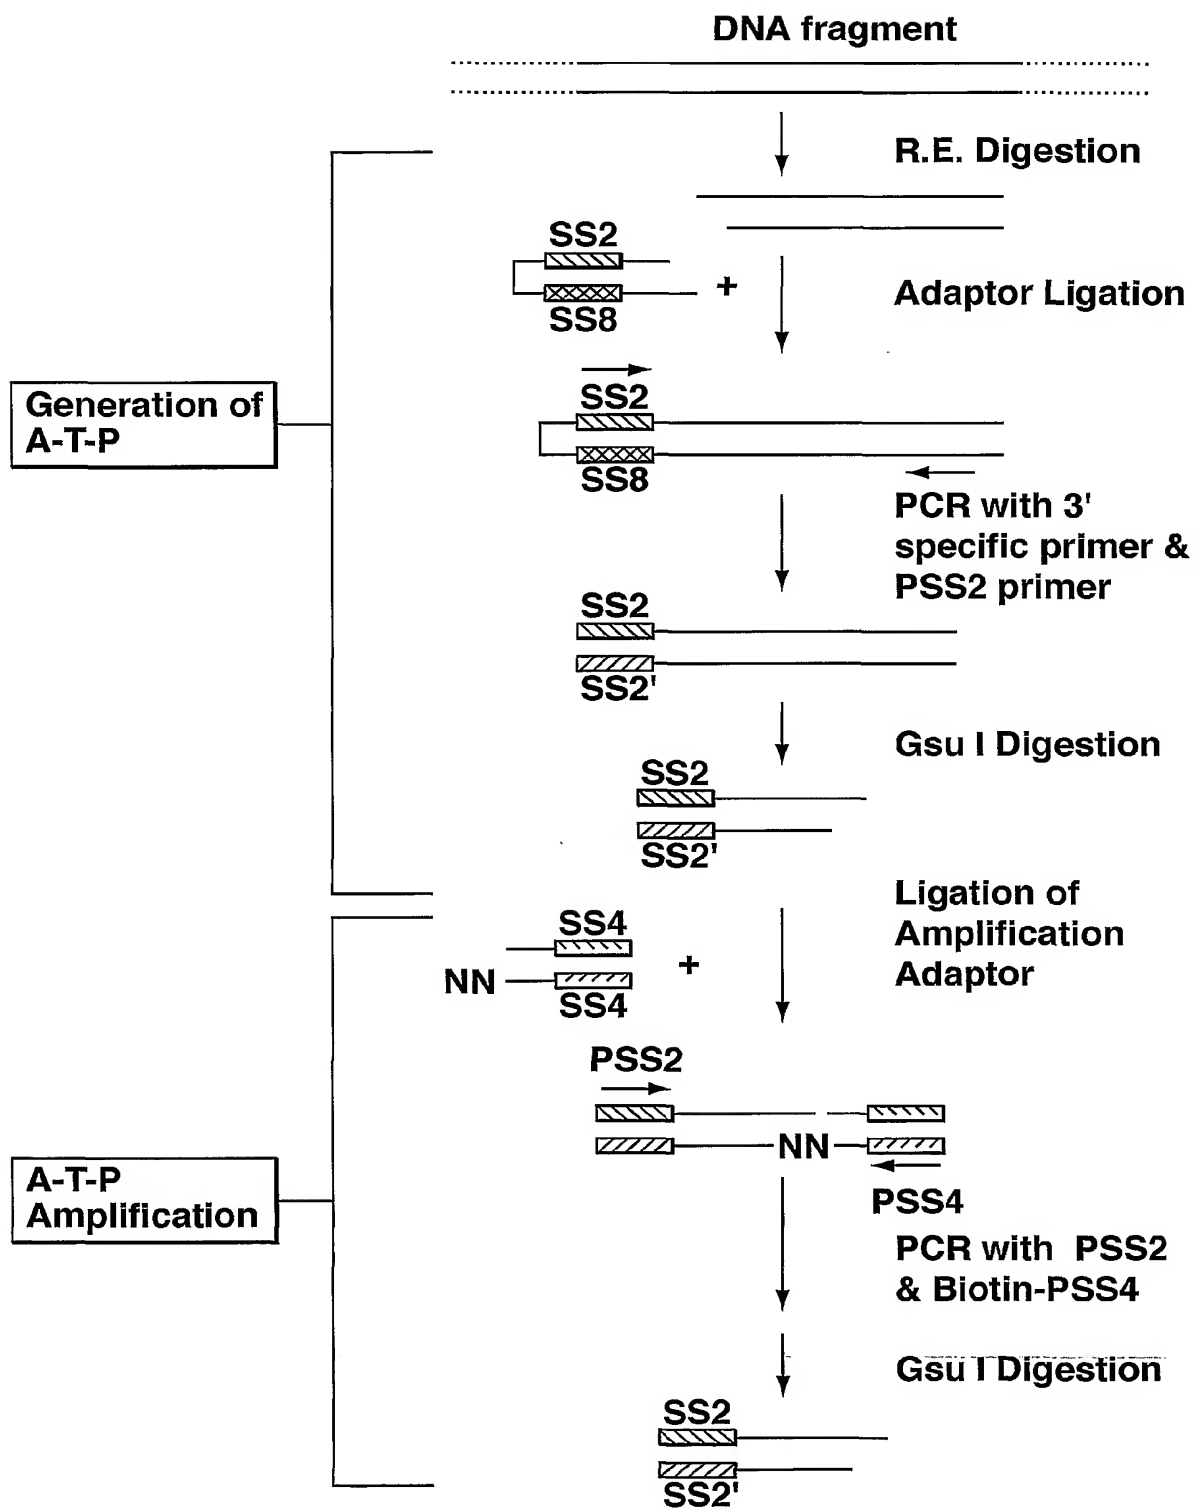 DNA fragment
R.E. Digestion
SS2
+
SS8
Adaptor Ligation
SS2
SS8
Generation of
A-T-P
PCR with 3'
specific primer &
PSS2 primer
SS2
SS2'
Gsu I Digestion
SS2
SS2'
Ligation of
Amplification
Adaptor
SS4
+
NN
SS4
PSS2
NN
PSS4
A-T-P
Amplification
PCR with PSS2
& Biotin-PSS4
Gsu I Digestion
SS2
SS2'